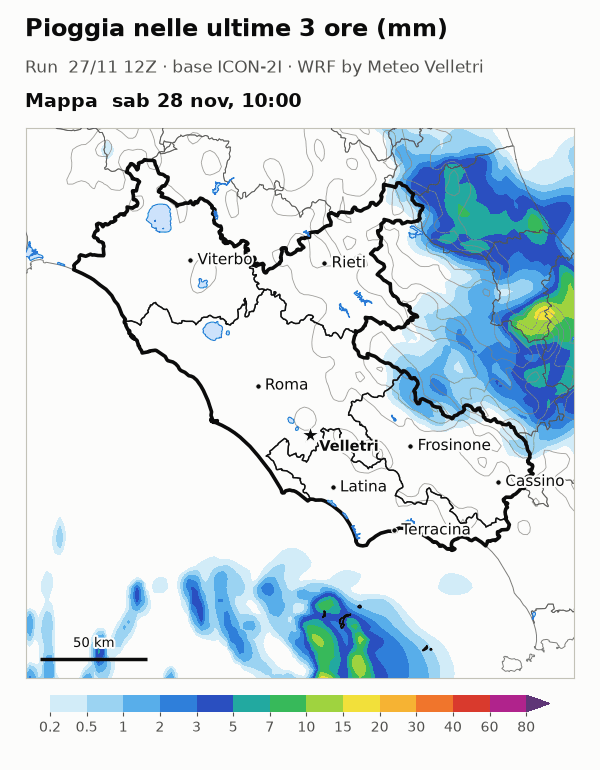 Pioggia nelle ultime 3 ore (mm)
Run  27/11 12Z · base ICON-2I · WRF by Meteo Velletri
Mappa  sab 28 nov, 10:00
Viterbo
Rieti
Roma
Velletri
Frosinone
Cassino
Latina
Terracina
50 km
0.2 0.5 1 2 3 5 7 10 15 20 30 40 60 80